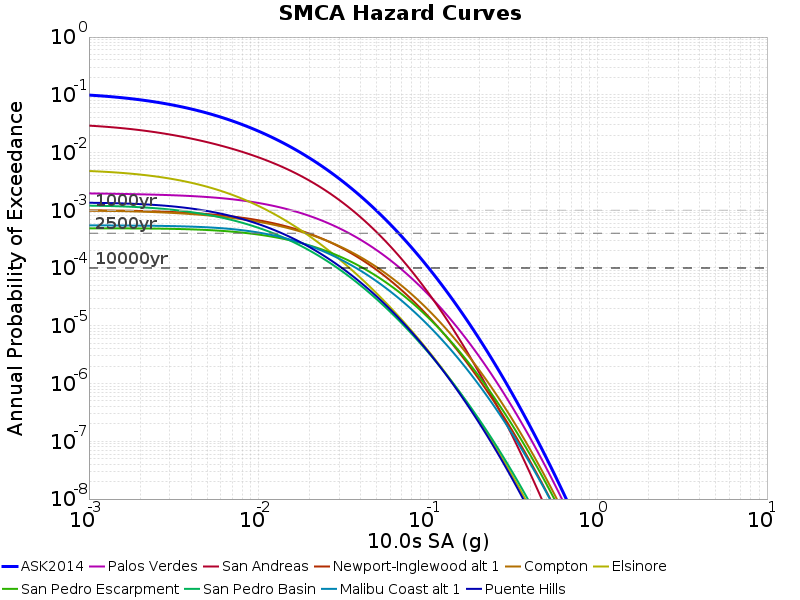 SMCA Hazard Curves
Annual Probability of Exceedance
10^0
10^-1
10^-2
10^-3
10^-4
10^-5
10^-6
10^-7
10^-8
1000yr
2500yr
10000yr
10^-3 10^-2 10^-1 10^0 10^1
10.0s SA (g)
ASK2014 Palos Verdes San Andreas Newport-Inglewood alt 1 Compton Elsinore
San Pedro Escarpment San Pedro Basin Malibu Coast alt 1 Puente Hills